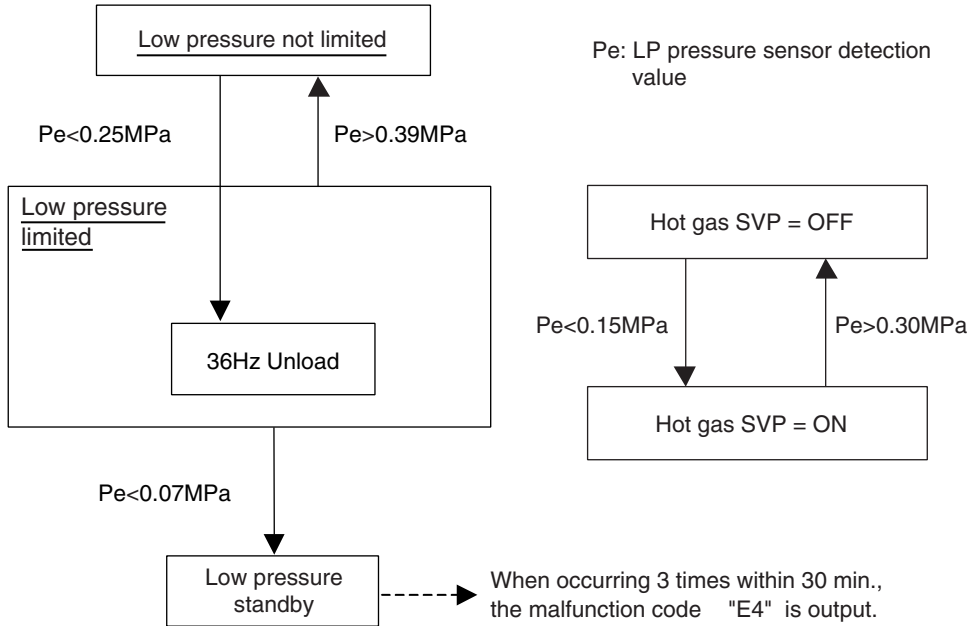 Low pressure not limited
Pe: LP pressure sensor detection
value
Pe<0.25MPa
Pe>0.39MPa
Low pressure
limited
36Hz Unload
Pe<0.07MPa
Low pressure
standby
When occurring 3 times within 30 min.,
the malfunction code "E4" is output.
Hot gas SVP = OFF
Pe<0.15MPa
Pe>0.30MPa
Hot gas SVP = ON